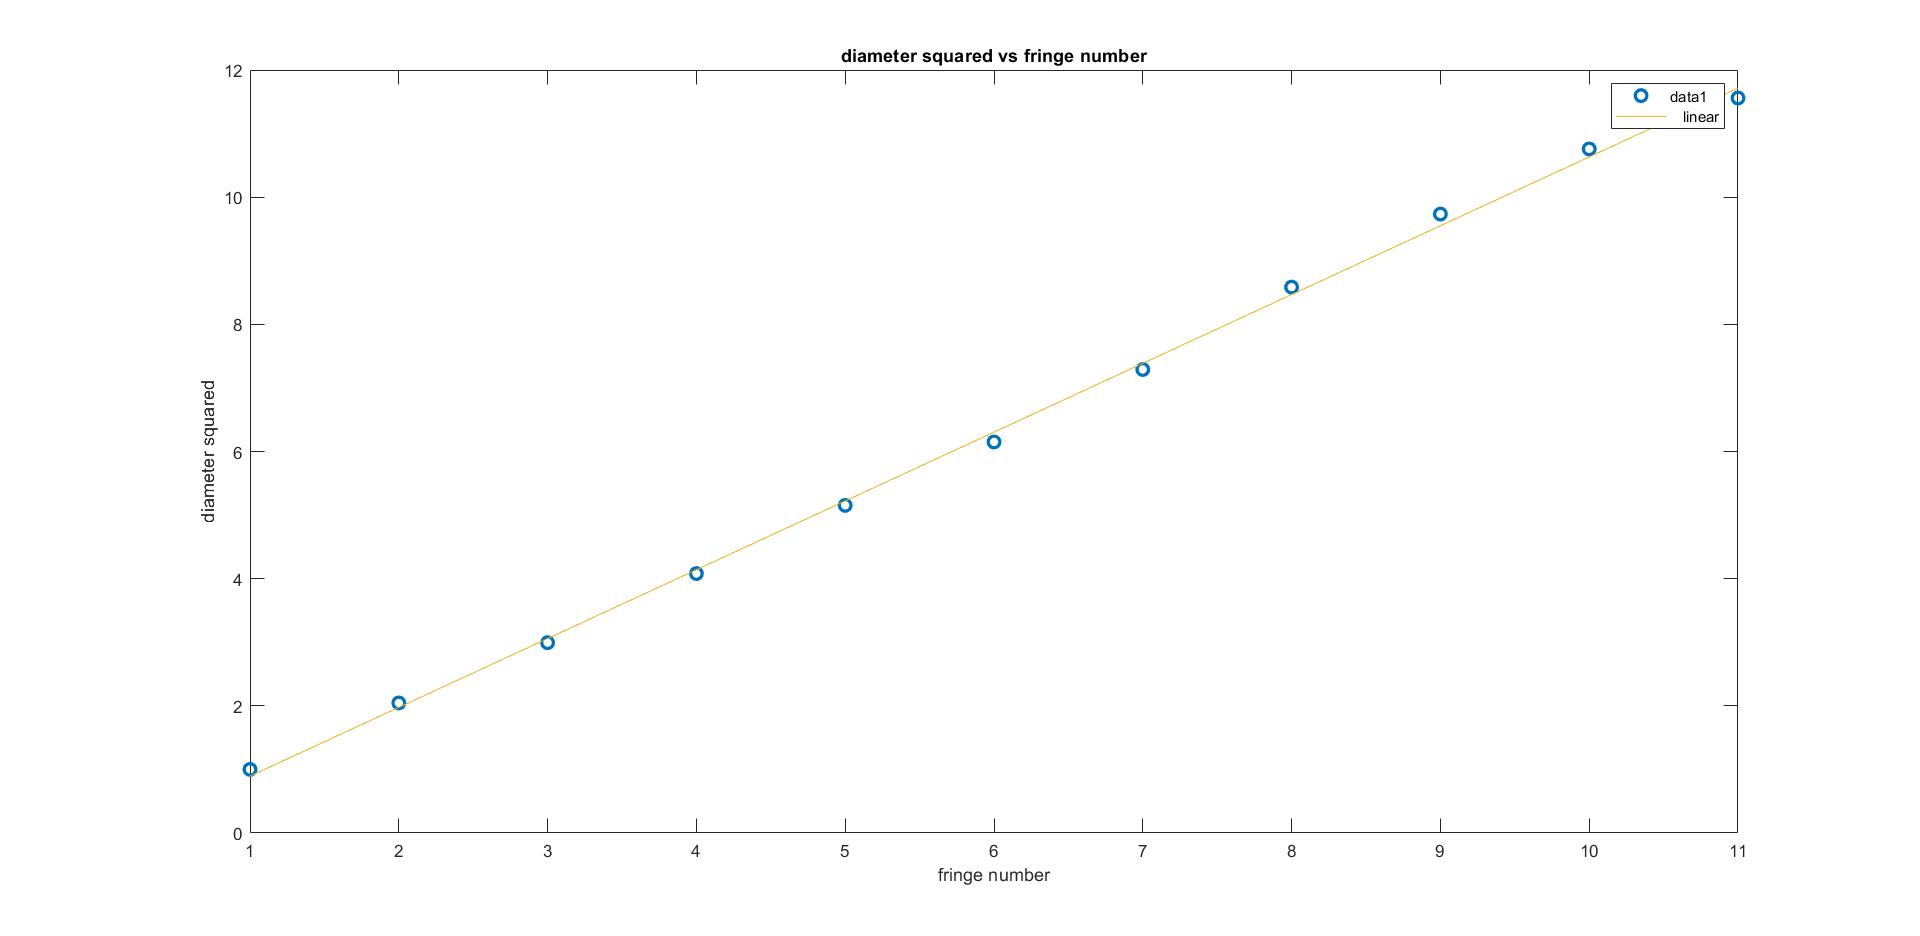 diameter squared vs fringe number
12
10
8
6
4
2
0
diameter squared
data1
linear
1 2 3 4 5 6 7 8 9 10 11
fringe number